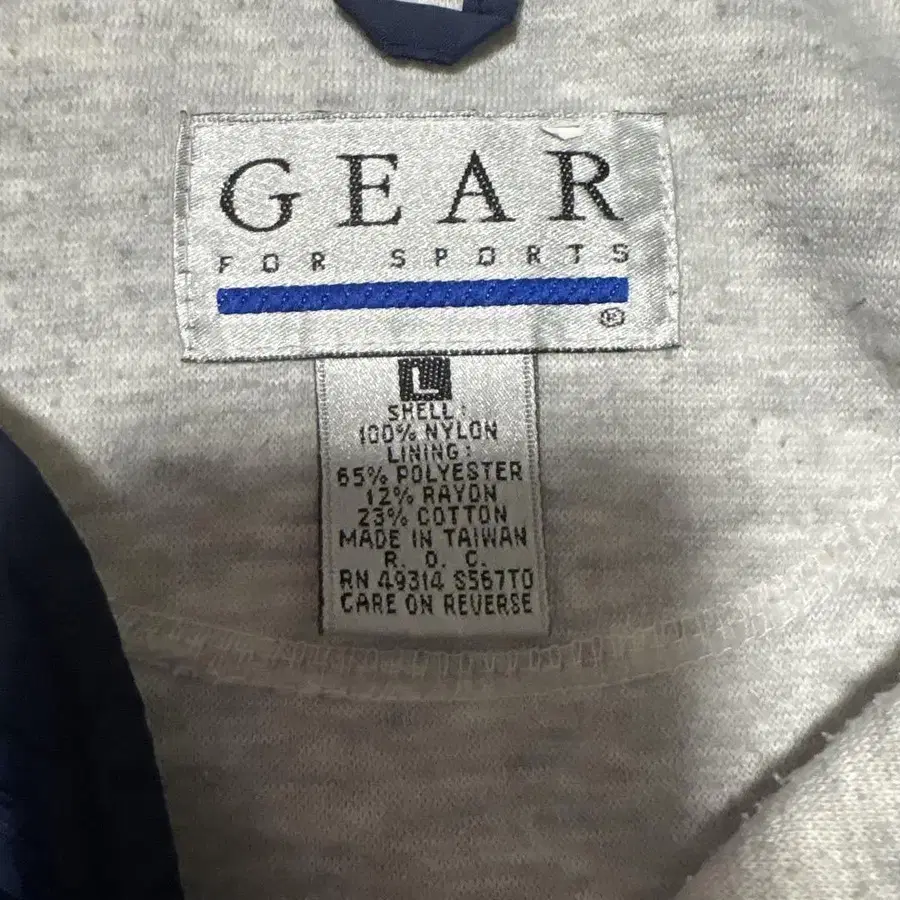 GEAR
FOR SPORTS
®
L
SHELL:
100% NYLON
LINING:
65% POLYESTER
12% RAYON
23% COTTON
MADE IN TAIWAN
R. O. C.
RN 49314 S567TO
CARE ON REVERSE